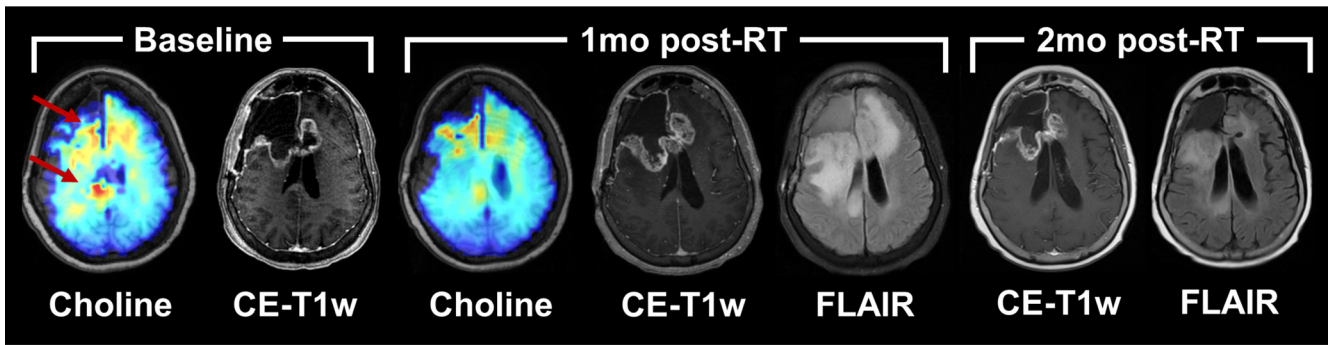 Baseline
1mo post-RT
2mo post-RT
Choline
CE-T1w
Choline
CE-T1w
FLAIR
CE-T1w
FLAIR